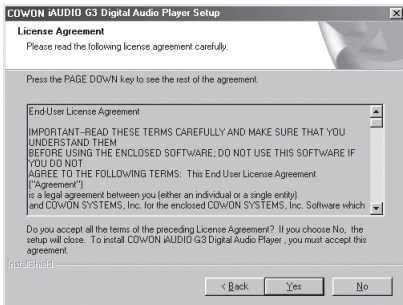 COWON iAUDIO G3 Digital Audio Player Setup
License Agreement
Please read the following license agreement carefully.
Press the PAGE DOWN key to see the rest of the agreement.
End-User License Agreement
IMPORTANT--READ THESE TERMS CAREFULLY AND MAKE SURE THAT YOU
UNDERSTAND THEM
BEFORE USING THE ENCLOSED SOFTWARE; DO NOT USE THIS SOFTWARE IF
YOU DO NOT
AGREE TO THE FOLLOWING TERMS: This End User License Agreement
("Agreement")
is a legal agreement between you (either an individual or a single entity)
and COWON SYSTEMS, Inc. for the enclosed COWON SYSTEMS, Inc. Software which
Do you accept all the terms of the preceding License Agreement? If you choose No, the
setup will close. To install COWON iAUDIO G3 Digital Audio Player , you must accept this
agreement.
InstallShield
< Back Yes No